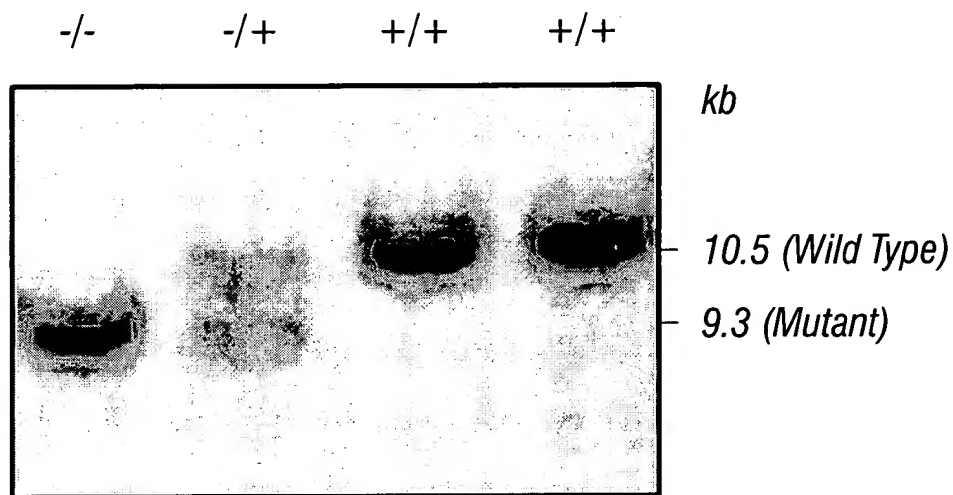 -/- -/+ +/+ +/+
kb
10.5 (Wild Type)
9.3 (Mutant)